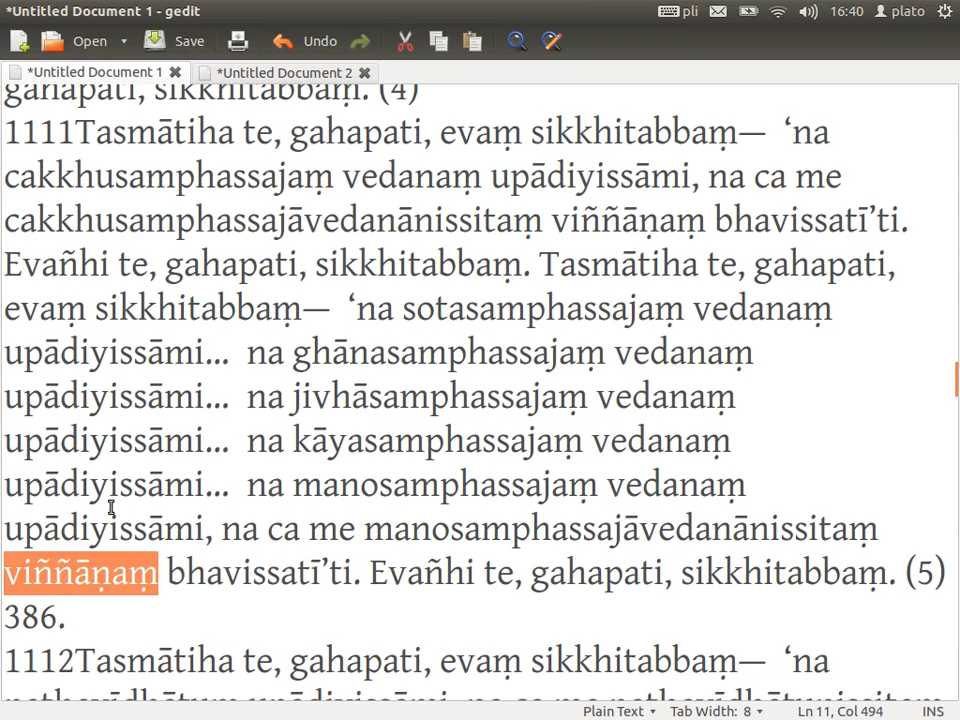 *Untitled Document 1 - gedit
pli
16:40
plato
Open
Save
Undo
*Untitled Document 1
*Untitled Document 2
gahapati, sikkhitabbaṃ. (4)
1111Tasmātiha te, gahapati, evaṃ sikkhitabbaṃ— ‘na
cakkhusamphassajaṃ vedanaṃ upādiyissāmi, na ca me
cakkhusamphassajāvedanānissitaṃ viññāṇaṃ bhavissatī’ti.
Evañhi te, gahapati, sikkhitabbaṃ. Tasmātiha te, gahapati,
evaṃ sikkhitabbaṃ— ‘na sotasamphassajaṃ vedanaṃ
upādiyissāmi… na ghānasamphassajaṃ vedanaṃ
upādiyissāmi… na jivhāsamphassajaṃ vedanaṃ
upādiyissāmi… na kāyasamphassajaṃ vedanaṃ
upādiyissāmi… na manosamphassajaṃ vedanaṃ
upādiyissāmi, na ca me manosamphassajāvedanānissitaṃ
viññāṇaṃ bhavissatī’ti. Evañhi te, gahapati, sikkhitabbaṃ. (5)
386.
1112Tasmātiha te, gahapati, evaṃ sikkhitabbaṃ— ‘na
Plain Text
Tab Width: 8
Ln 11, Col 494
INS